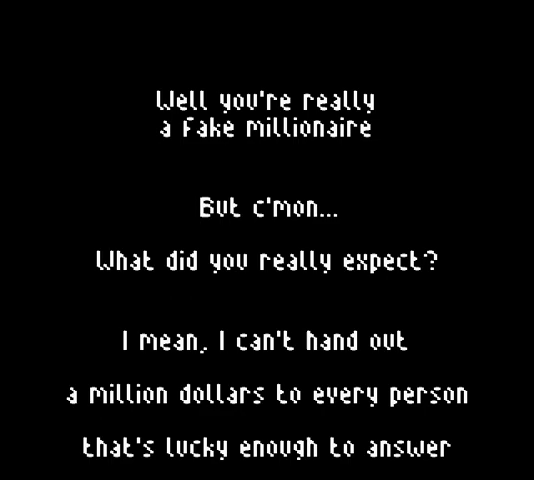 Well you're really
a fake millionaire
But c'mon...
What did you really expect?
I mean, I can't hand out
a million dollars to every person
that's lucky enough to answer